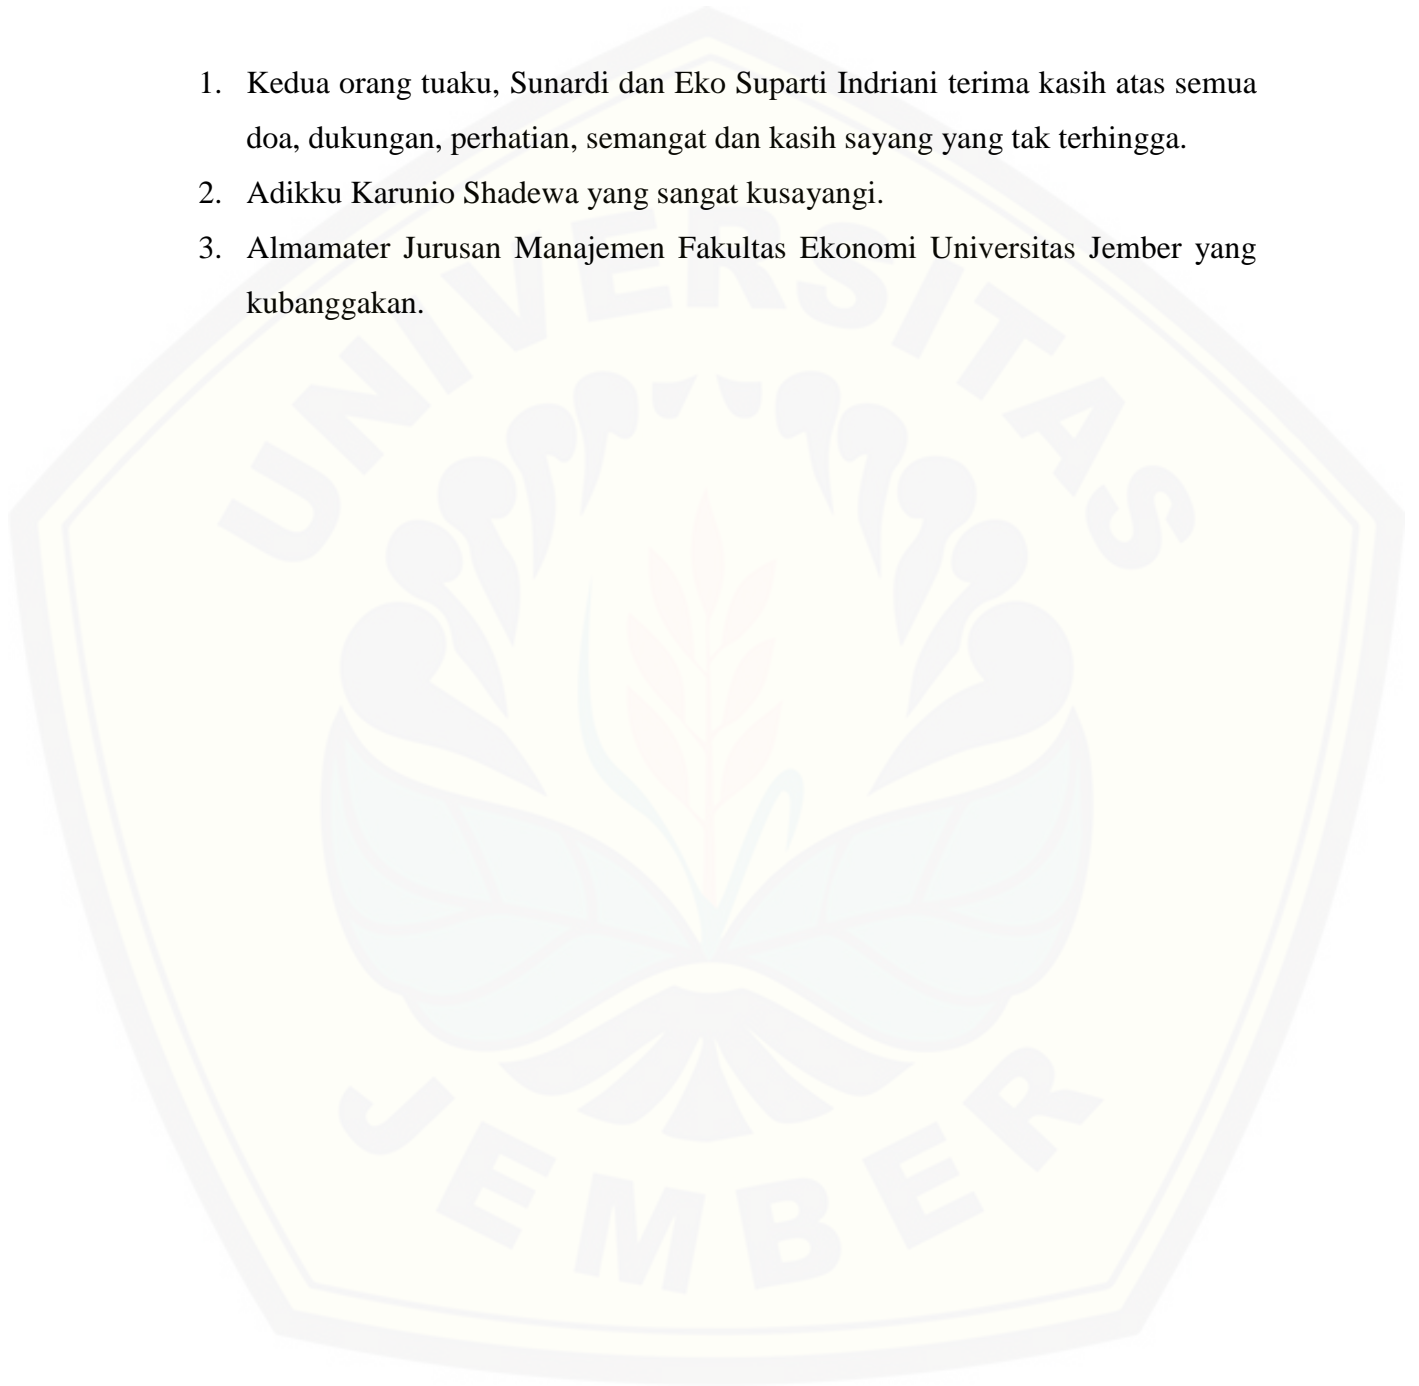 1. Kedua orang tuaku, Sunardi dan Eko Suparti Indriani terima kasih atas semua
doa, dukungan, perhatian, semangat dan kasih sayang yang tak terhingga.
2. Adikku Karunio Shadewa yang sangat kusayangi.
3. Almamater Jurusan Manajemen Fakultas Ekonomi Universitas Jember yang
kubanggakan.
UNIVERSITAS
JEMBER